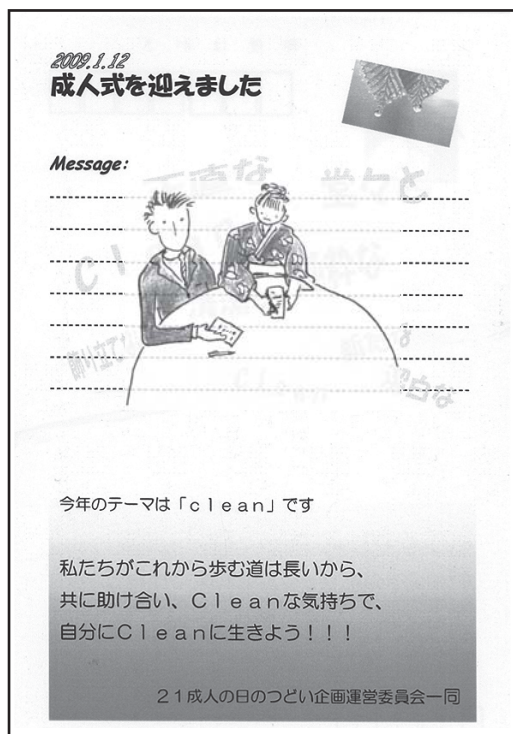 2009.1.12
成人式を迎えました
Message:
堂々と
Clean
今年のテーマは「clean」です
私たちがこれから歩む道は長いから、
共に助け合い、Cleanな気持ちで、
自分にCleanに生きよう!!!
21成人の日のつどい企画運営委員会一同